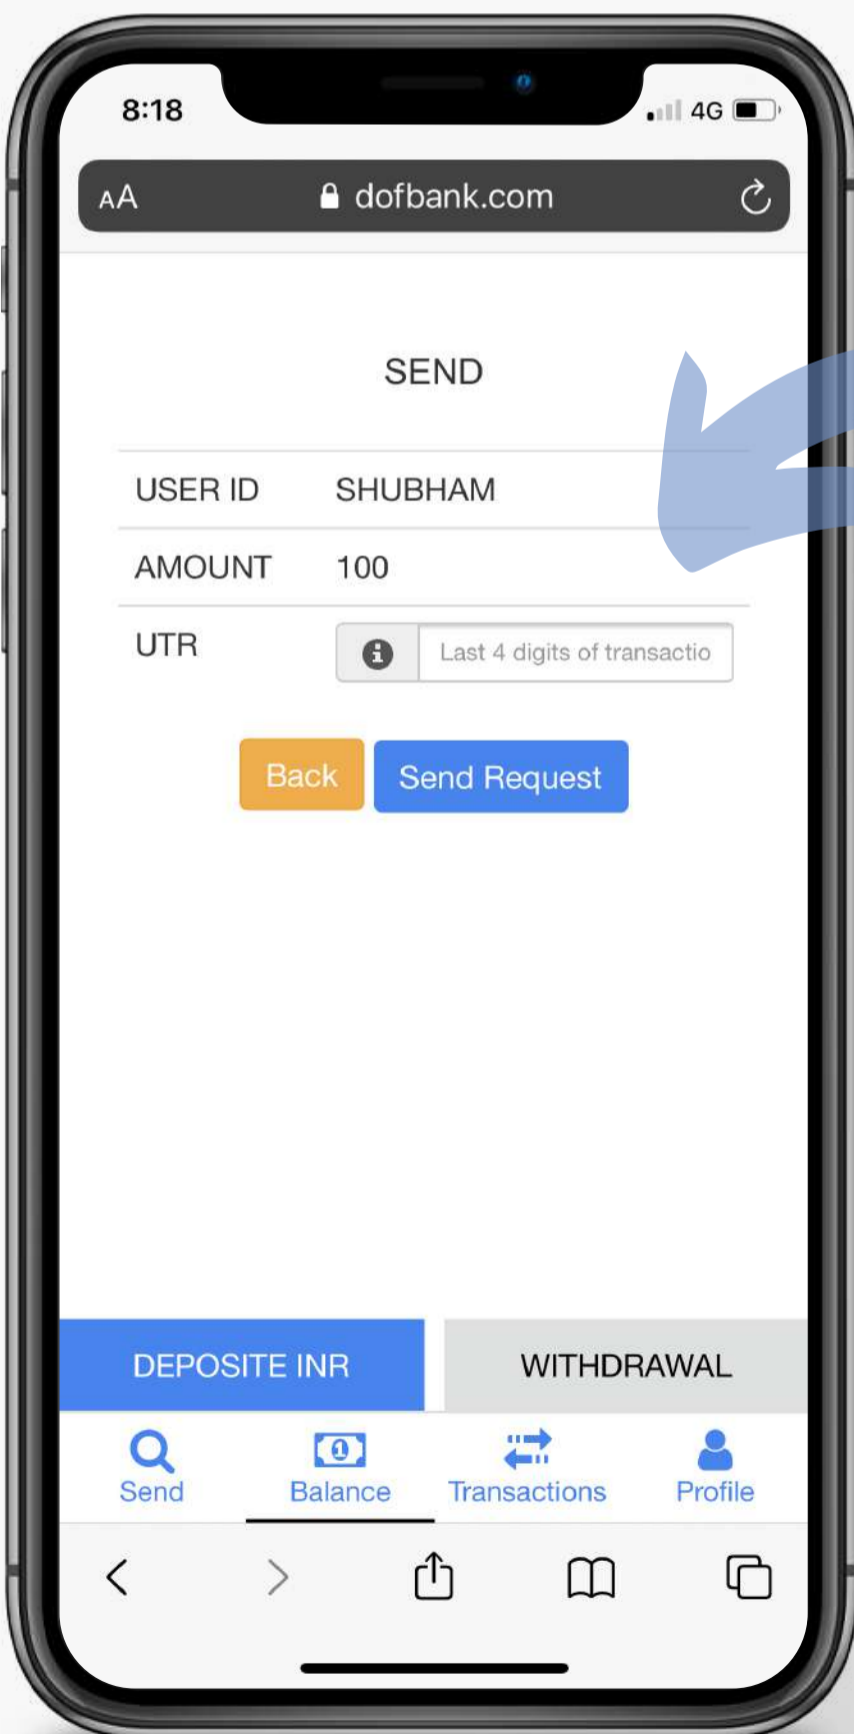 8:18 4G
AA dofbank.com
SEND
USER ID SHUBHAM
AMOUNT 100
UTR Last 4 digits of transactio
Back Send Request
DEPOSITE INR WITHDRAWAL
Send Balance Transactions Profile